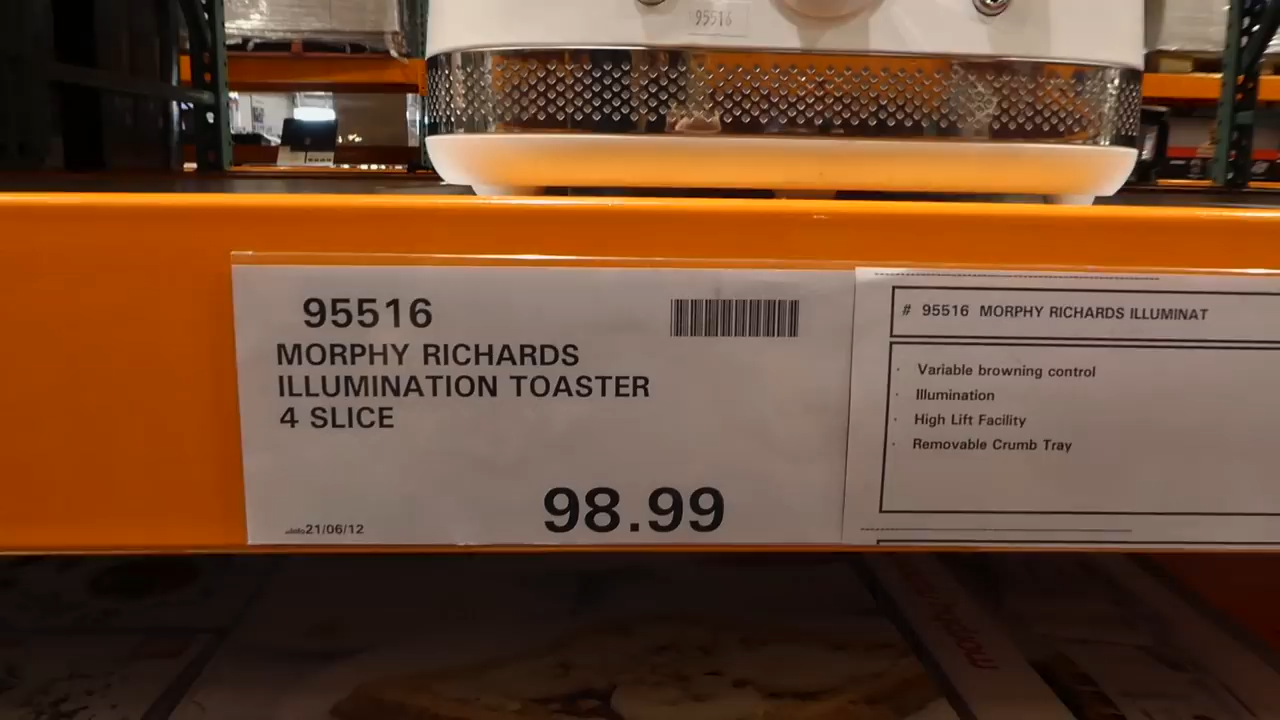 95516
95516
MORPHY RICHARDS
ILLUMINATION TOASTER
4 SLICE
98.99
21/06/12
# 95516 MORPHY RICHARDS ILLUMINAT
· Variable browning control
· Illumination
· High Lift Facility
· Removable Crumb Tray